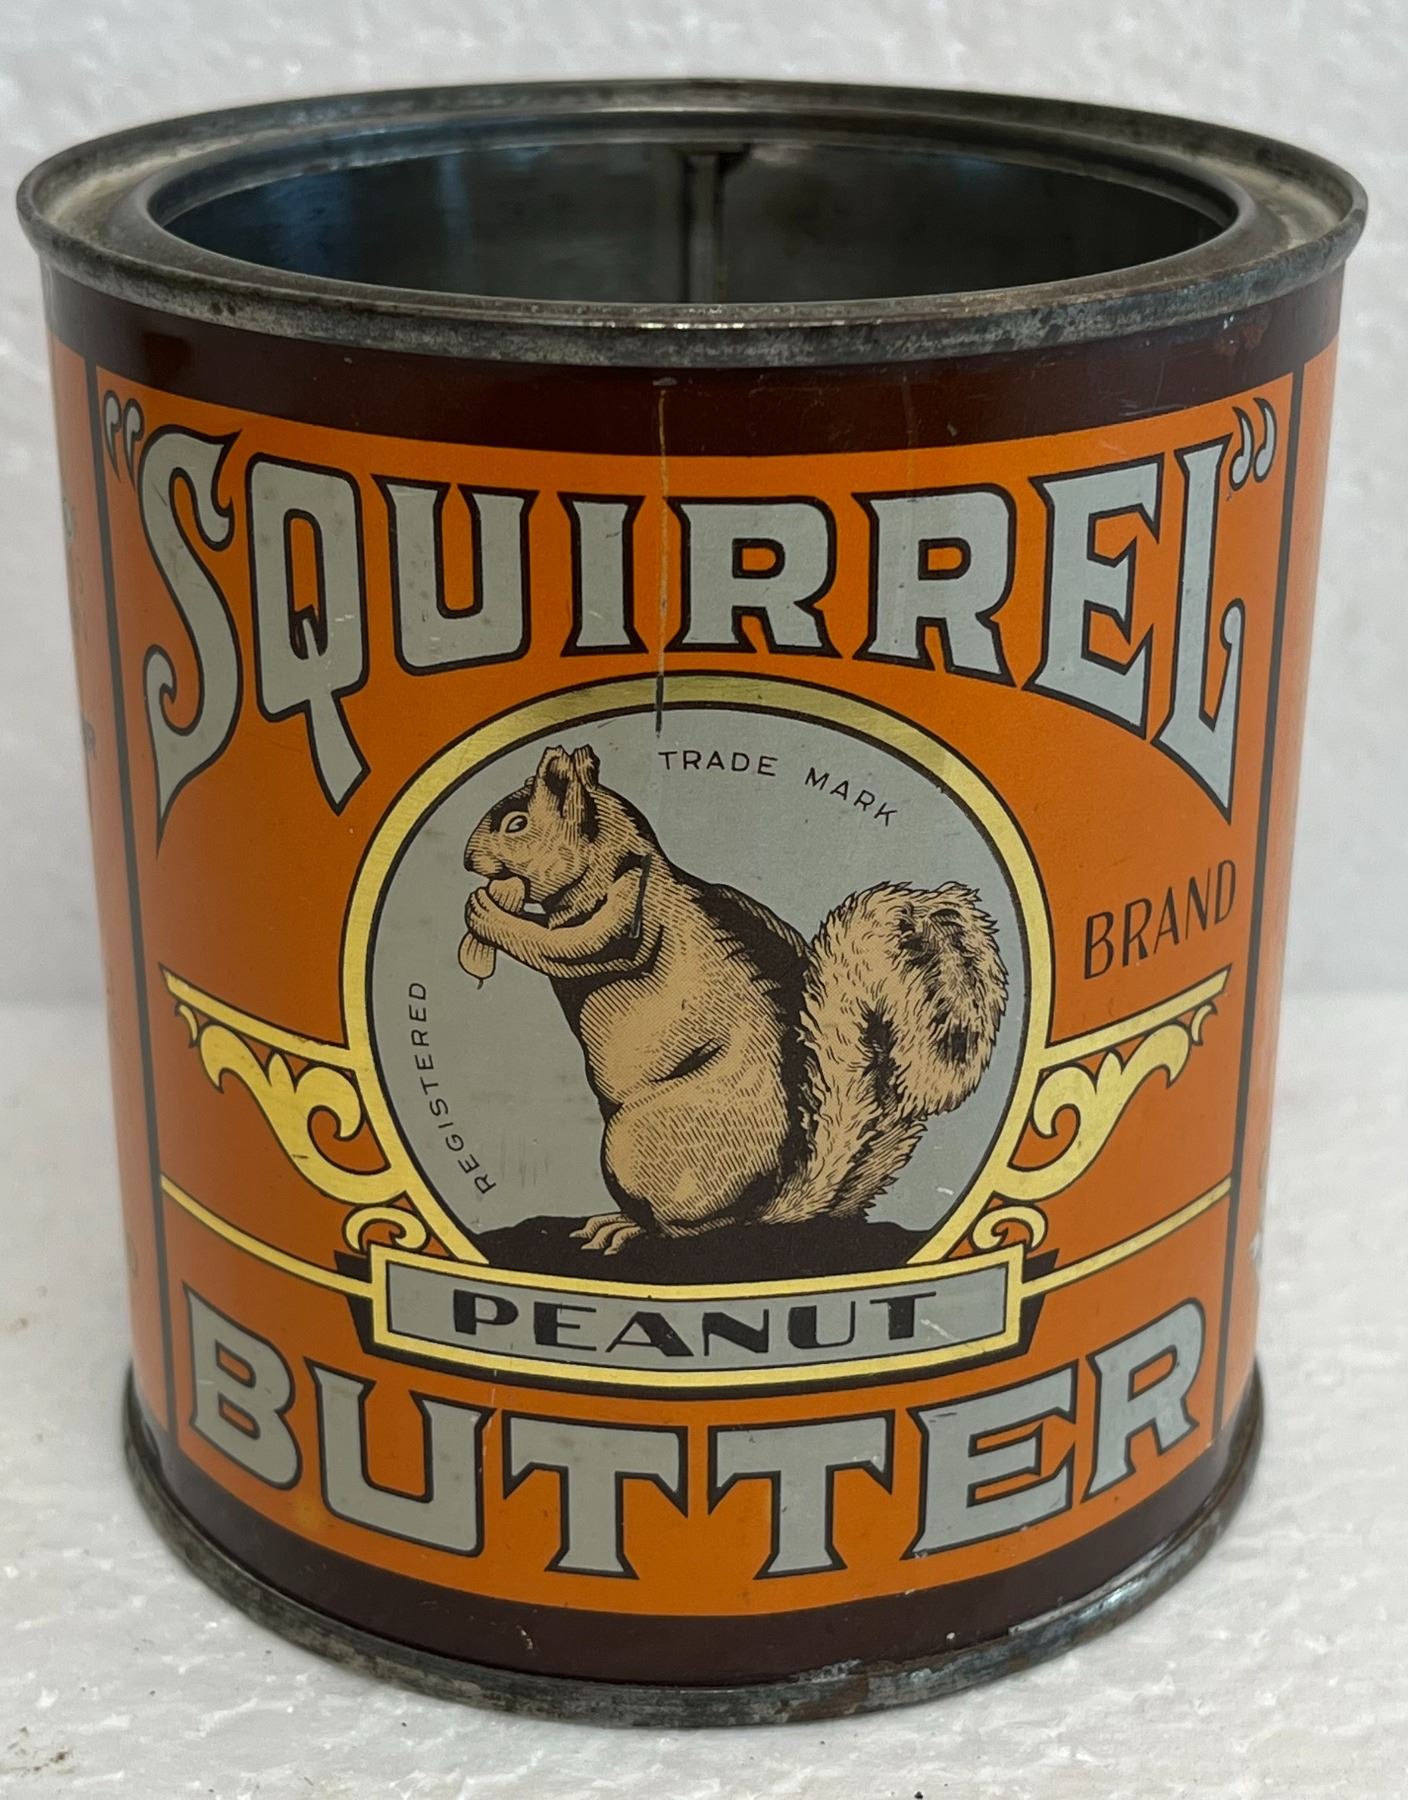 "SQUIRREL"
TRADE MARK
REGISTERED
BRAND
PEANUT
BUTTER